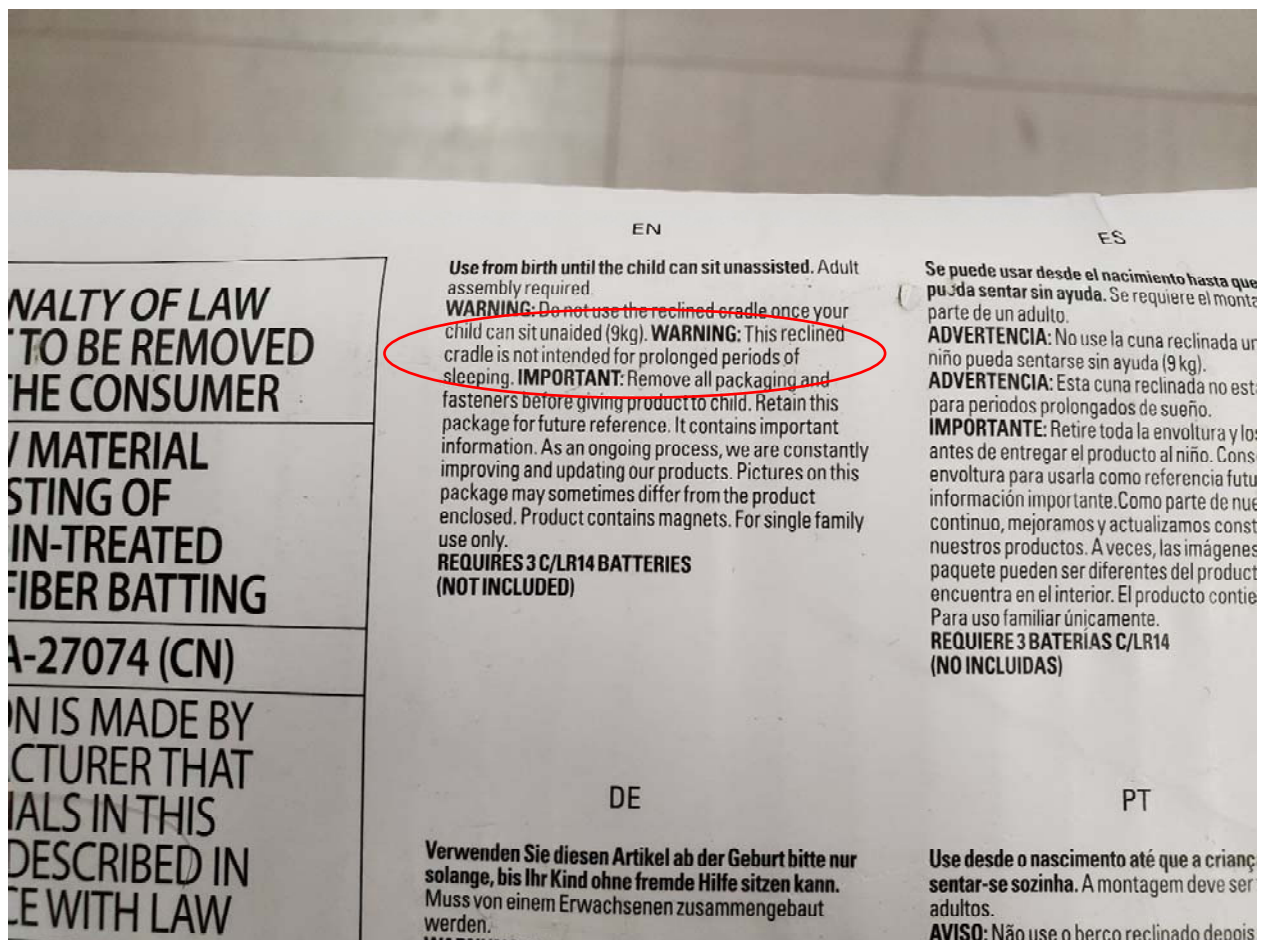 NALTY OF LAW
TO BE REMOVED
HE CONSUMER
MATERIAL
STING OF
IN-TREATED
FIBER BATTING
A-27074 (CN)
ON IS MADE BY
CTURER THAT
IALS IN THIS
DESCRIBED IN
CE WITH LAW
EN
Use from birth until the child can sit unassisted. Adult
assembly required.
WARNING: Do not use the reclined cradle once your
child can sit unaided (9kg). WARNING: This reclined
cradle is not intended for prolonged periods of
sleeping. IMPORTANT: Remove all packaging and
fasteners before giving product to child. Retain this
package for future reference. It contains important
information. As an ongoing process, we are constantly
improving and updating our products. Pictures on this
package may sometimes differ from the product
enclosed. Product contains magnets. For single family
use only.
REQUIRES 3 C/LR14 BATTERIES
(NOT INCLUDED)
ES
Se puede usar desde el nacimiento hasta que
pueda sentar sin ayuda. Se requiere el monta
parte de un adulto.
ADVERTENCIA: No use la cuna reclinada un
niño pueda sentarse sin ayuda (9 kg).
ADVERTENCIA: Esta cuna reclinada no est
para periodos prolongados de sueño.
IMPORTANTE: Retire toda la envoltura y los
antes de entregar el producto al niño. Cons
envoltura para usarla como referencia futu
información importante.Como parte de nue
continuo, mejoramos y actualizamos const
nuestros productos. A veces, las imágenes
paquete pueden ser diferentes del product
encuentra en el interior. El producto contie
Para uso familiar únicamente.
REQUIERE 3 BATERÍAS C/LR14
(NO INCLUIDAS)
DE
Verwenden Sie diesen Artikel ab der Geburt bitte nur
solange, bis Ihr Kind ohne fremde Hilfe sitzen kann.
Muss von einem Erwachsenen zusammengebaut
werden.
PT
Use desde o nascimento até que a crianç
sentar-se sozinha. A montagem deve ser
adultos.
AVISO: Não use o berço reclinado depois